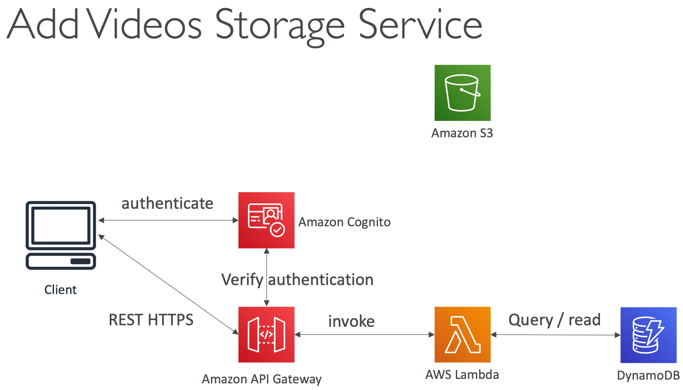 Add Videos Storage Service
Amazon S3
authenticate
Amazon Cognito
Client
Verify authentication
REST HTTPS
invoke
Query / read
Amazon API Gateway
AWS Lambda
DynamoDB